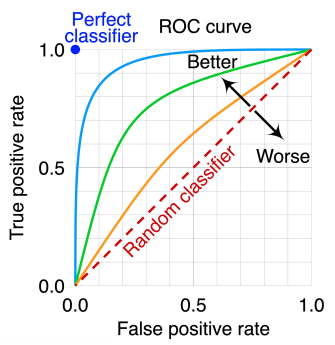 Perfect
classifier
ROC curve
1.0
Better
Worse
0.5
Random classifier
True positive rate
0.0
0.0 0.5 1.0
False positive rate